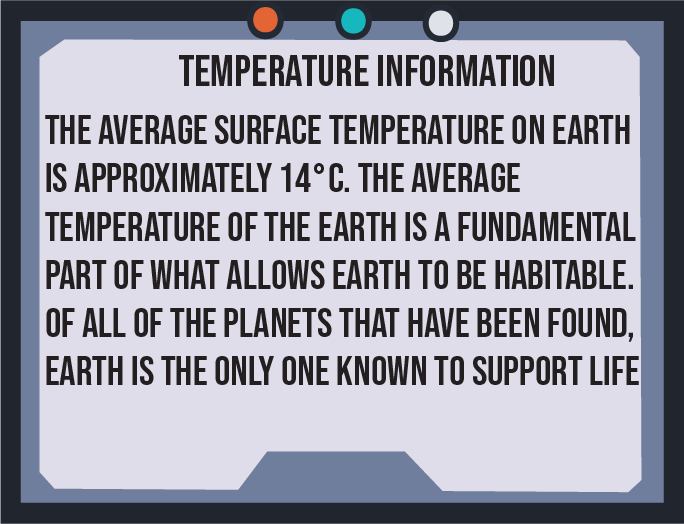 TEMPERATURE INFORMATION
THE AVERAGE SURFACE TEMPERATURE ON EARTH
IS APPROXIMATELY 14°C. THE AVERAGE
TEMPERATURE OF THE EARTH IS A FUNDAMENTAL
PART OF WHAT ALLOWS EARTH TO BE HABITABLE.
OF ALL OF THE PLANETS THAT HAVE BEEN FOUND,
EARTH IS THE ONLY ONE KNOWN TO SUPPORT LIFE